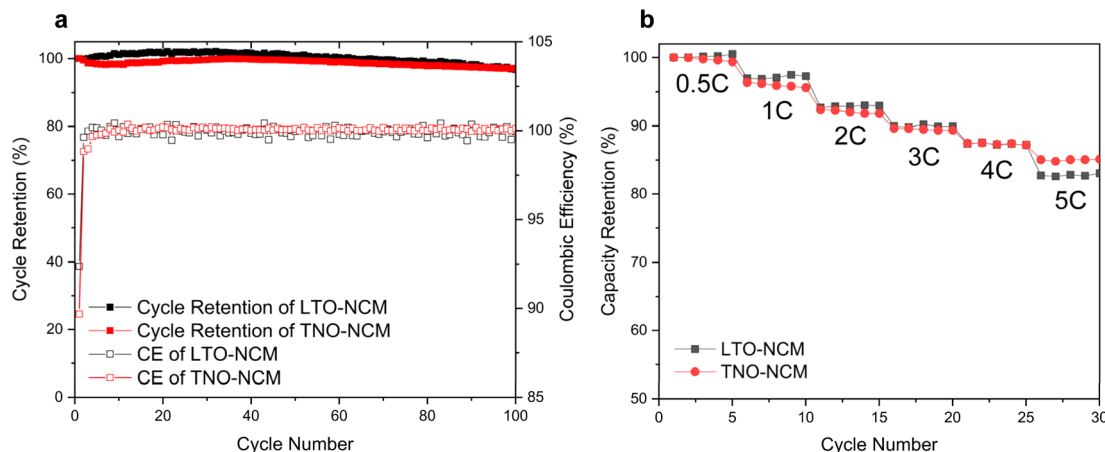 a
Cycle Retention (%)
100
80
60
40
20
0
Cycle Retention of LTO-NCM
Cycle Retention of TNO-NCM
CE of LTO-NCM
CE of TNO-NCM
0
20
40
60
80
100
Cycle Number
105
100
95
90
85
Coulombic Efficiency (%)
b
Capacity Retention (%)
100
90
80
70
60
50
0.5C
1C
2C
3C
4C
5C
LTO-NCM
TNO-NCM
0
5
10
15
20
25
30
Cycle Number